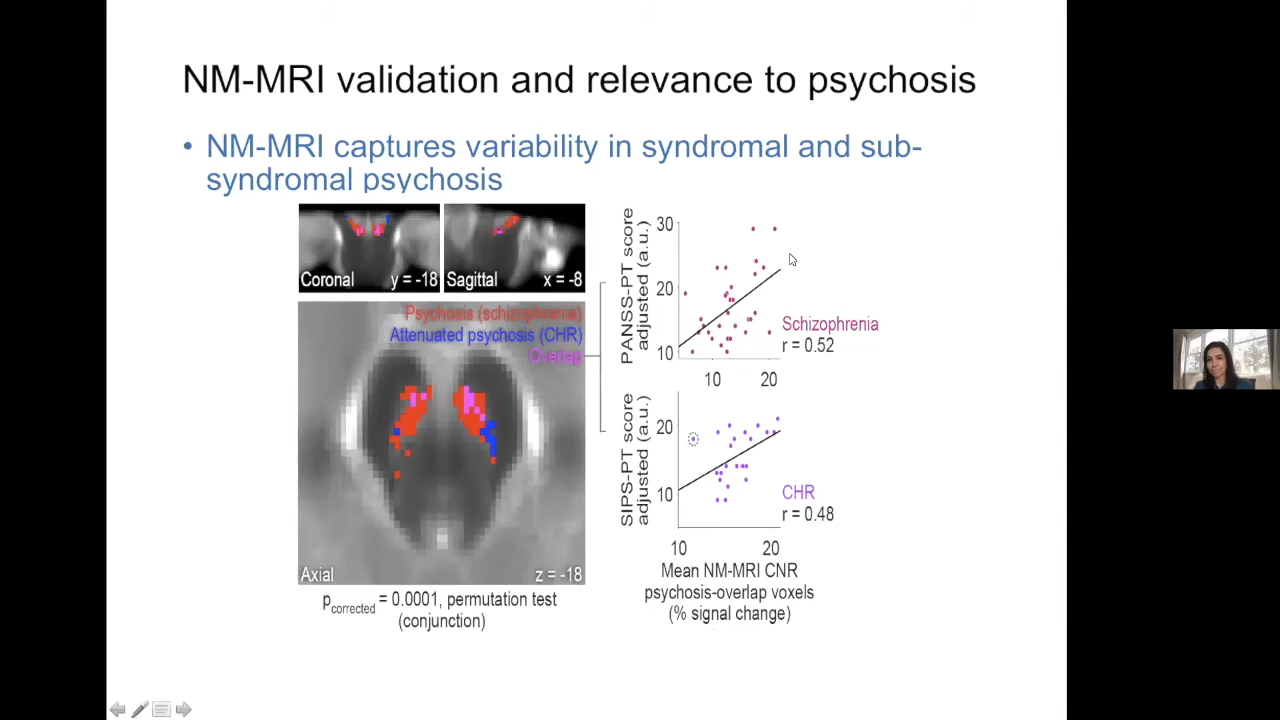 NM-MRI validation and relevance to psychosis
• NM-MRI captures variability in syndromal and sub-
syndromal psychosis
Coronal y = -18
Sagittal x = -8
Psychosis (schizophrenia)
Attenuated psychosis (CHR)
Overlap
Axial z = -18
pcorrected = 0.0001, permutation test
(conjunction)
PANSS-PT score
adjusted (a.u.)
30
20
10
10 20
Schizophrenia
r = 0.52
SIPS-PT score
adjusted (a.u.)
20
10
10 20
CHR
r = 0.48
Mean NM-MRI CNR
psychosis-overlap voxels
(% signal change)